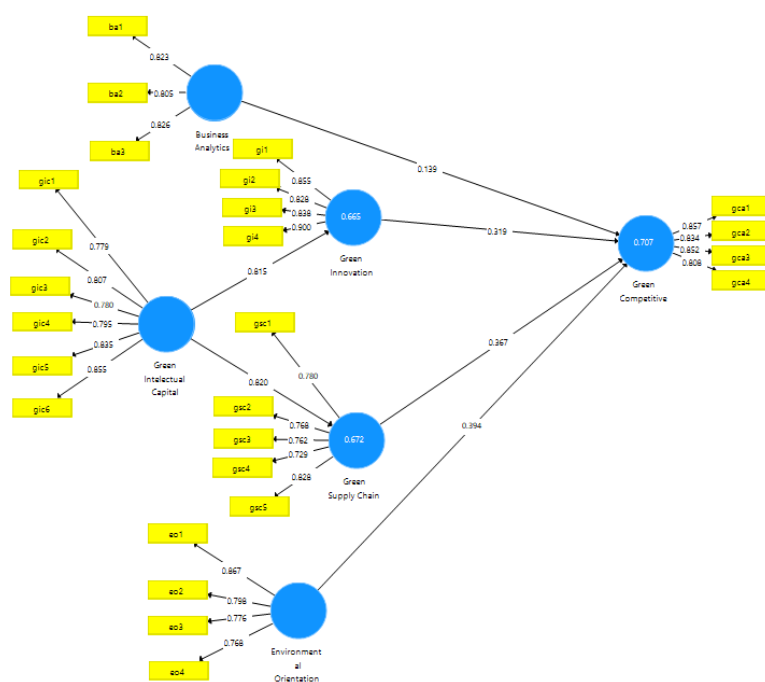 ba1
0.823
ba2
0.805
0.826
ba3
Business
Analytics
0.139
gi1
0.855
gi2
0.828
gi3
0.838
gi4
0.900
0.665
Green
Innovation
0.319
gic1
0.779
gic2
0.807
gic3
0.780
gic4
0.795
gic5
0.835
gic6
0.855
Green
Intelectual
Capital
0.815
0.820
gca1
0.857
gca2
0.834
gca3
0.852
gca4
0.808
0.707
Green
Competitive
gsc1
0.780
gsc2
0.768
gsc3
0.762
gsc4
0.729
gsc5
0.828
0.672
Green
Supply Chain
0.367
0.394
eo1
0.867
eo2
0.798
eo3
0.776
eo4
0.768
Environment
al
Orientation